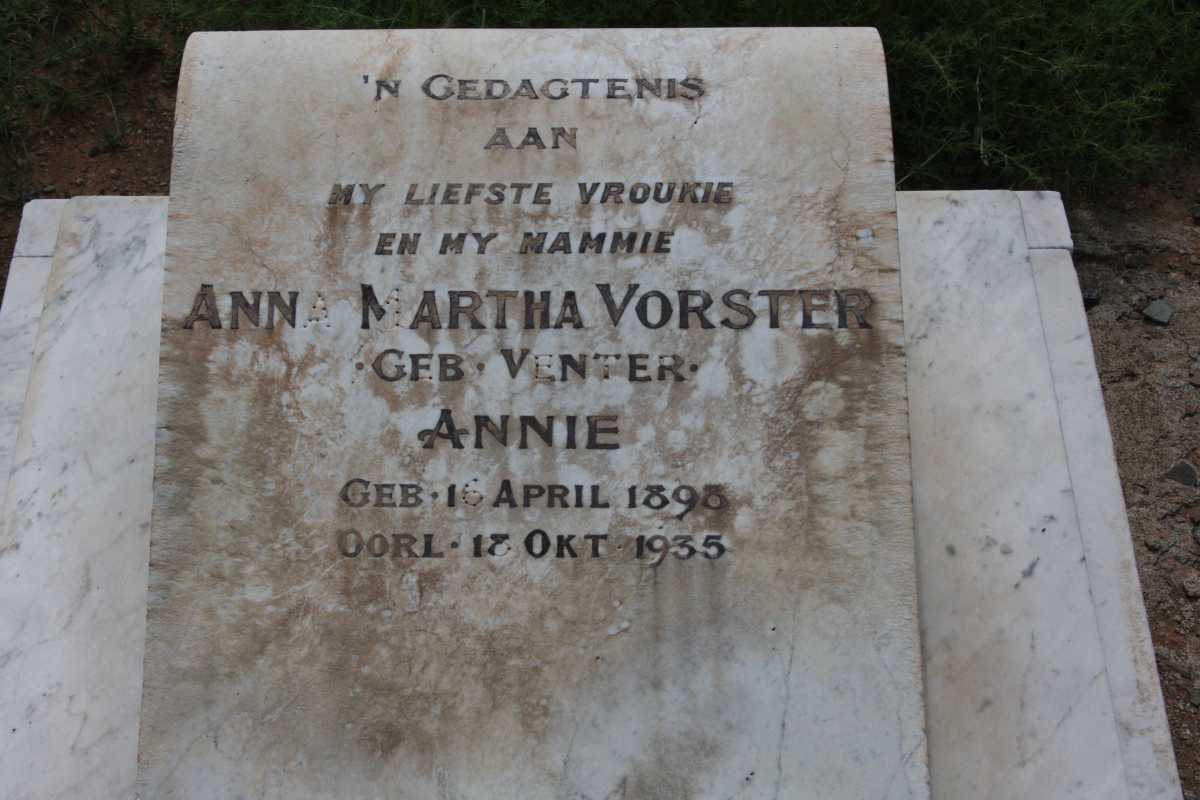 'N GEDAGTENIS
AAN
MY LIEFSTE VROUKIE
EN MY MAMMIE
ANNA MARTHA VORSTER
·GEB· VENTER·
ANNIE
GEB·16 APRIL 1898
OORL·18 OKT 1935